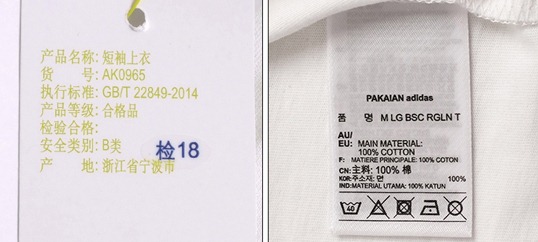 产品名称: 短袖上衣
货 号: AK0965
执行标准: GB/T 22849-2014
产品等级: 合格品
检验合格:
安全类别: B类
检18
产 地: 浙江省宁波市
PAKAIAN adidas
품 명 M LG BSC RGLN T
AU/
EU: MAIN MATERIAL:
100% COTTON
F: MATIERE PRINCIPALE: 100% COTON
CN: 主料: 100% 棉
KOR: 주소재: 면 100%
IND: MATERIAL UTAMA: 100% KATUN
40